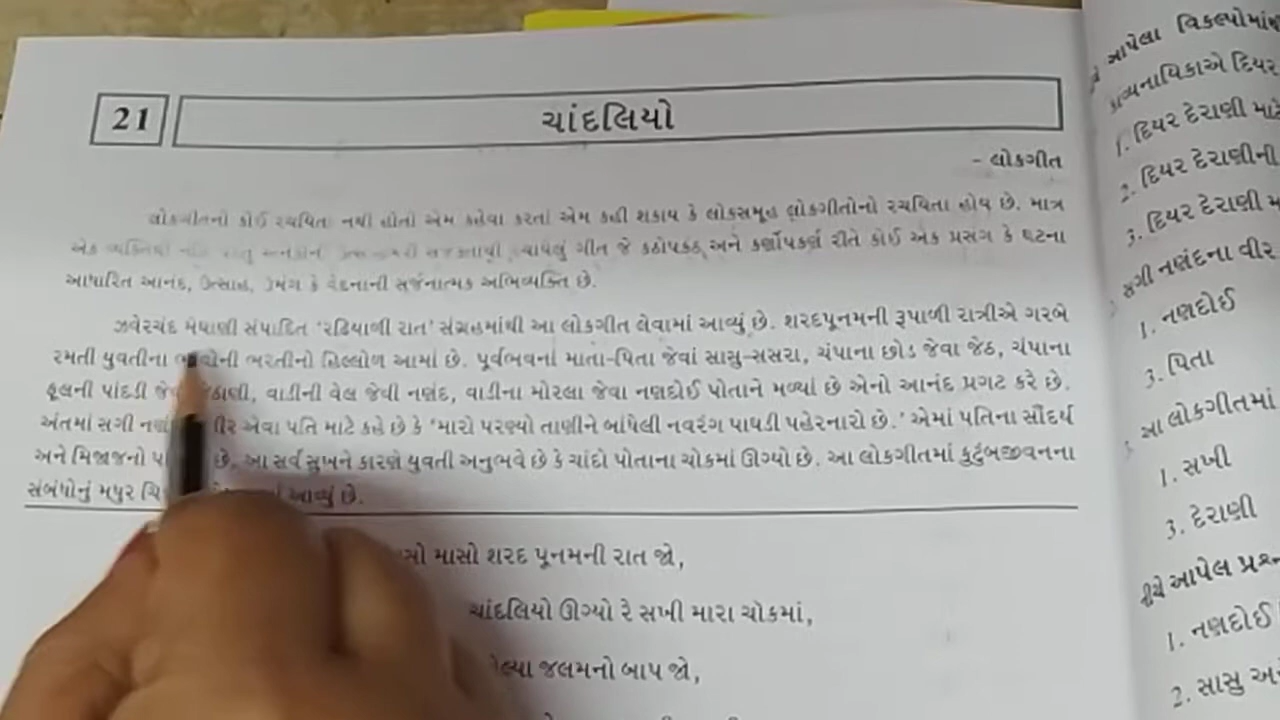 21
ચાંદલિયો
- લોકગીત
લોકગીતનો કોઈ રચયિતા નથી હોતો એમ કહેવા કરતાં એમ કહી શકાય કે લોકસમૂહ લોકગીતોનો રચયિતા હોય છે. માત્ર
એક વ્યક્તિથી નહિ પરંતુ ગીત જે કંઠોપકંઠ અને કર્ણોપકર્ણ રીતે કોઈ એક પ્રસંગ કે ઘટના
આધારિત આનંદ, ઉત્સાહ, ઉમંગ કે વેદનાની સર્જનાત્મક અભિવ્યક્તિ છે.
ઝવેરચંદ મેઘાણી સંપાદિત 'રઢિયાળી રાત' સંગ્રહમાંથી આ લોકગીત લેવામાં આવ્યું છે. શરદપૂનમની રૂપાળી રાત્રીએ ગરબે
રમતી યુવતીના ભરતીનો હિલ્લોળ આમાં છે. પૂર્વભવનાં માતા-પિતા જેવાં સાસુ-સસરા, ચંપાના છોડ જેવા જેઠ, ચંપાના
ફૂલની પાંદડી વાડીની વેલ જેવી નણંદ, વાડીના મોરલા જેવા નણદોઈ પોતાને મળ્યાં છે એનો આનંદ પ્રગટ કરે છે.
અંતમાં સગી એવા પતિ માટે કહે છે કે 'મારો પરણ્યો તાણીને બાંધેલી નવરંગ પાઘડી પહેરનારો છે.' એમાં પતિના સૌંદર્ય
અને મિજાજનો છે. આ સર્વ સુખને કારણે યુવતી અનુભવે છે કે ચાંદો પોતાના ચોકમાં ઊગ્યો છે. આ લોકગીતમાં કુટુંબજીવનના
સંબંધોનું મધુર આવ્યું છે.
માસો શરદ પૂનમની રાત જો,
ચાંદલિયો ઊગ્યો રે સખી મારા ચોકમાં,
જલમનો બાપ જો,
આપેલા વિકલ્પોમાંથી
કાવ્યનાયિકાએ દિયર
1. દિયર દેરાણી માટે
2. દિયર દેરાણીની
3. દિયર દેરાણી
સગી નણંદના વીર
1. નણદોઈ
3. પિતા
આ લોકગીતમાં
1. સખી
3. દેરાણી
નીચે આપેલ
1. નણદોઈ
2. સાસુ